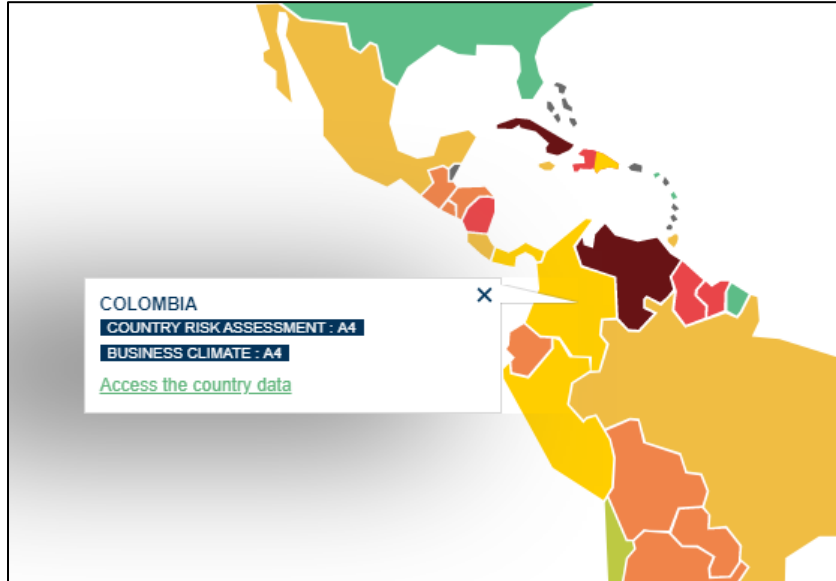 COLOMBIA
COUNTRY RISK ASSESSMENT : A4
BUSINESS CLIMATE : A4
Access the country data